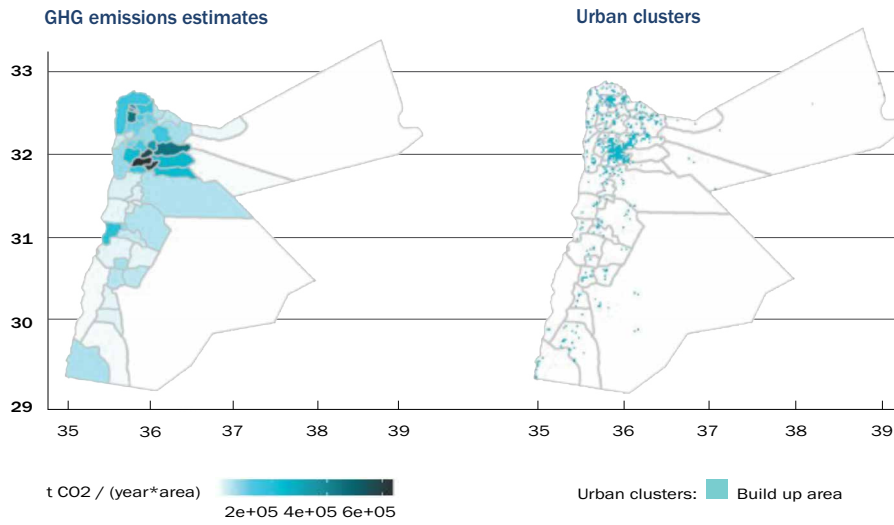 GHG emissions estimates
Urban clusters
33
32
31
30
29
35 36 37 38 39
35 36 37 38 39
t CO2 / (year*area)
2e+05 4e+05 6e+05
Urban clusters: Build up area